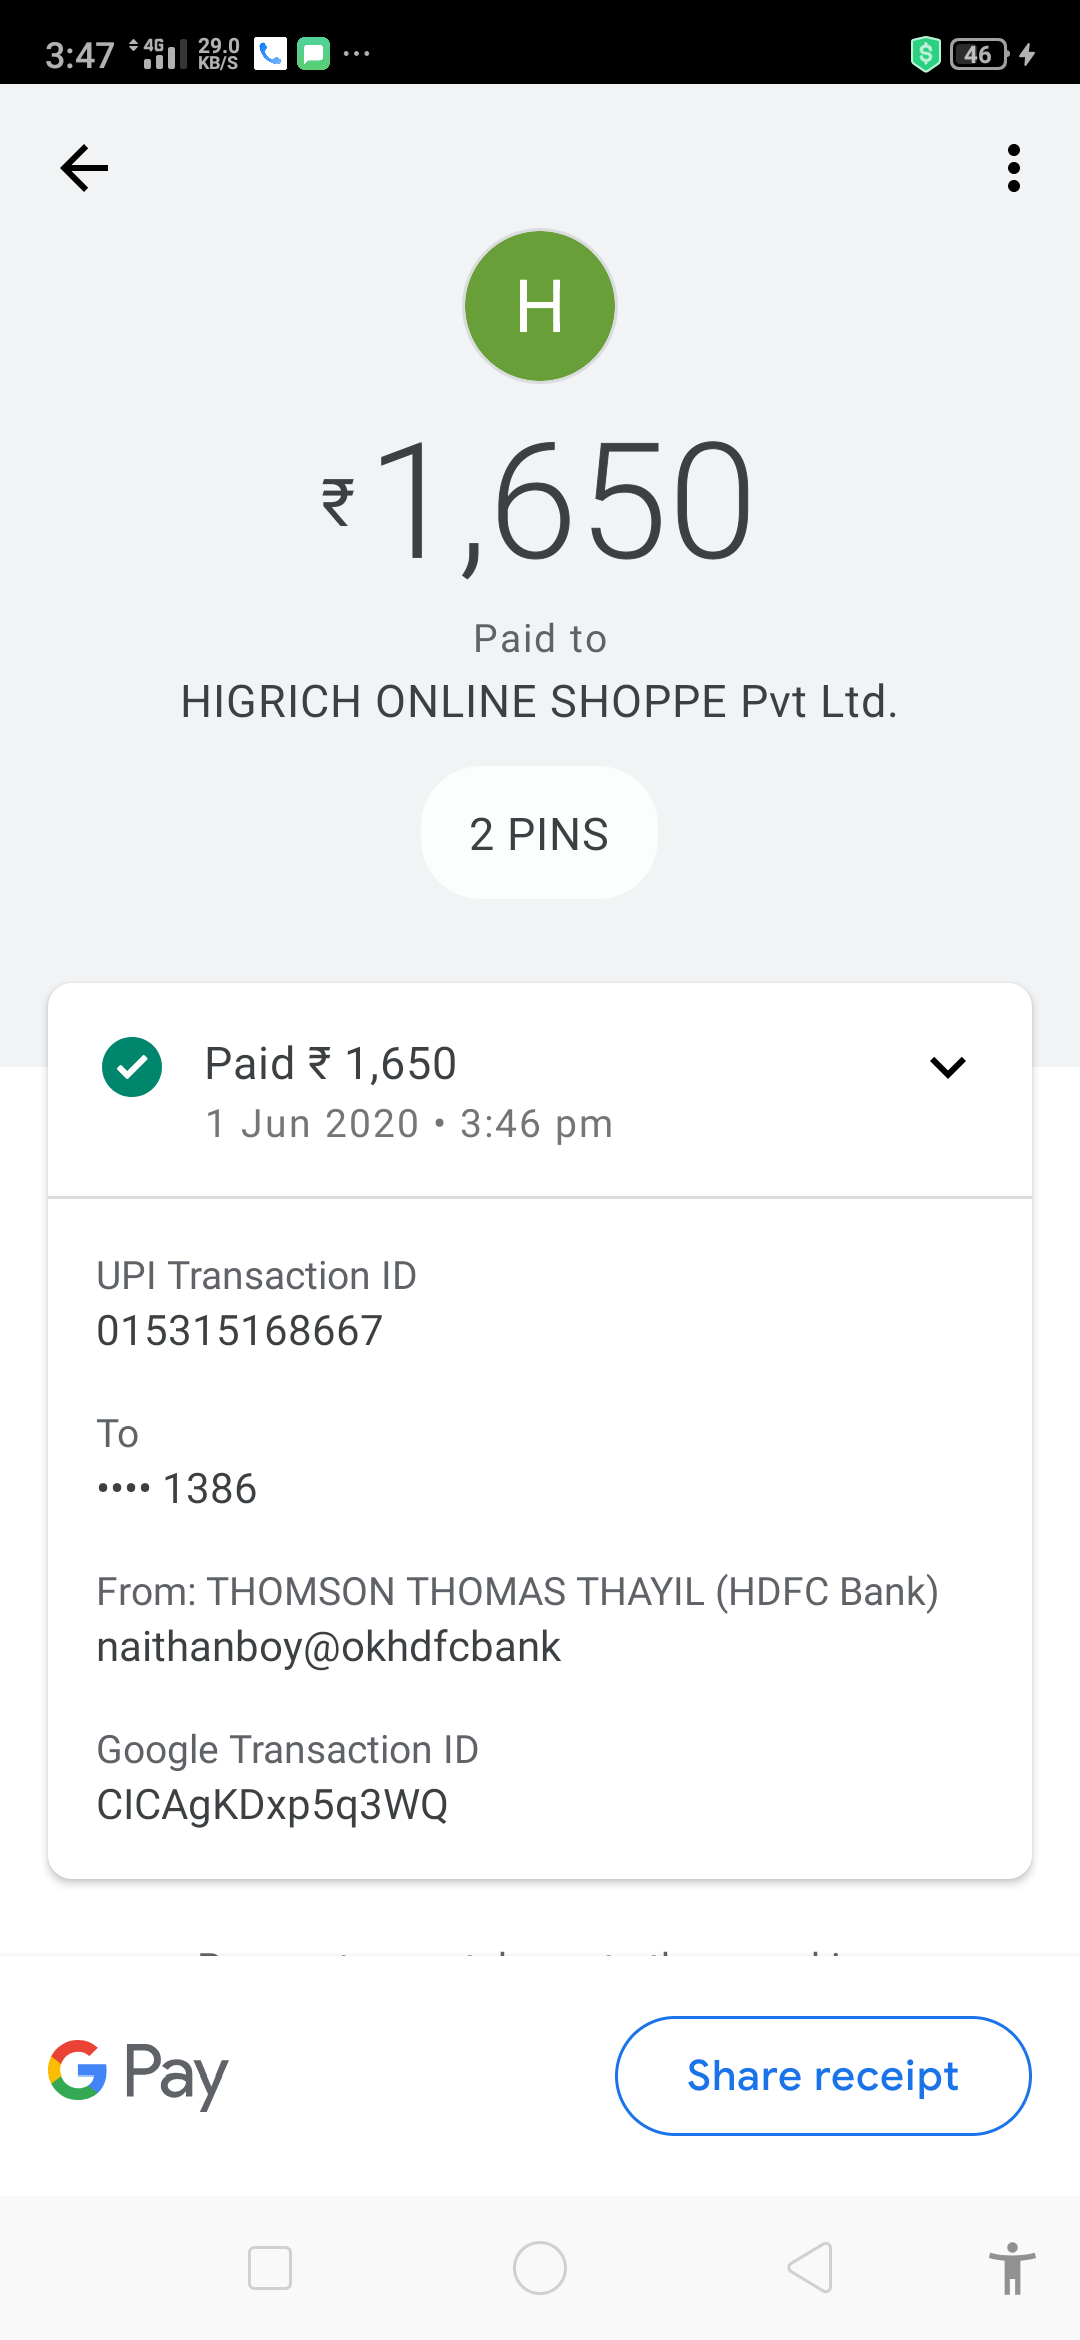 3:47 4G 29.0 KB/S 46
H
₹1,650
Paid to
HIGRICH ONLINE SHOPPE Pvt Ltd.
2 PINS
Paid ₹ 1,650
1 Jun 2020 • 3:46 pm
UPI Transaction ID
015315168667
To
•••• 1386
From: THOMSON THOMAS THAYIL (HDFC Bank)
naithanboy@okhdfcbank
Google Transaction ID
CICAgKDxp5q3WQ
G Pay
Share receipt